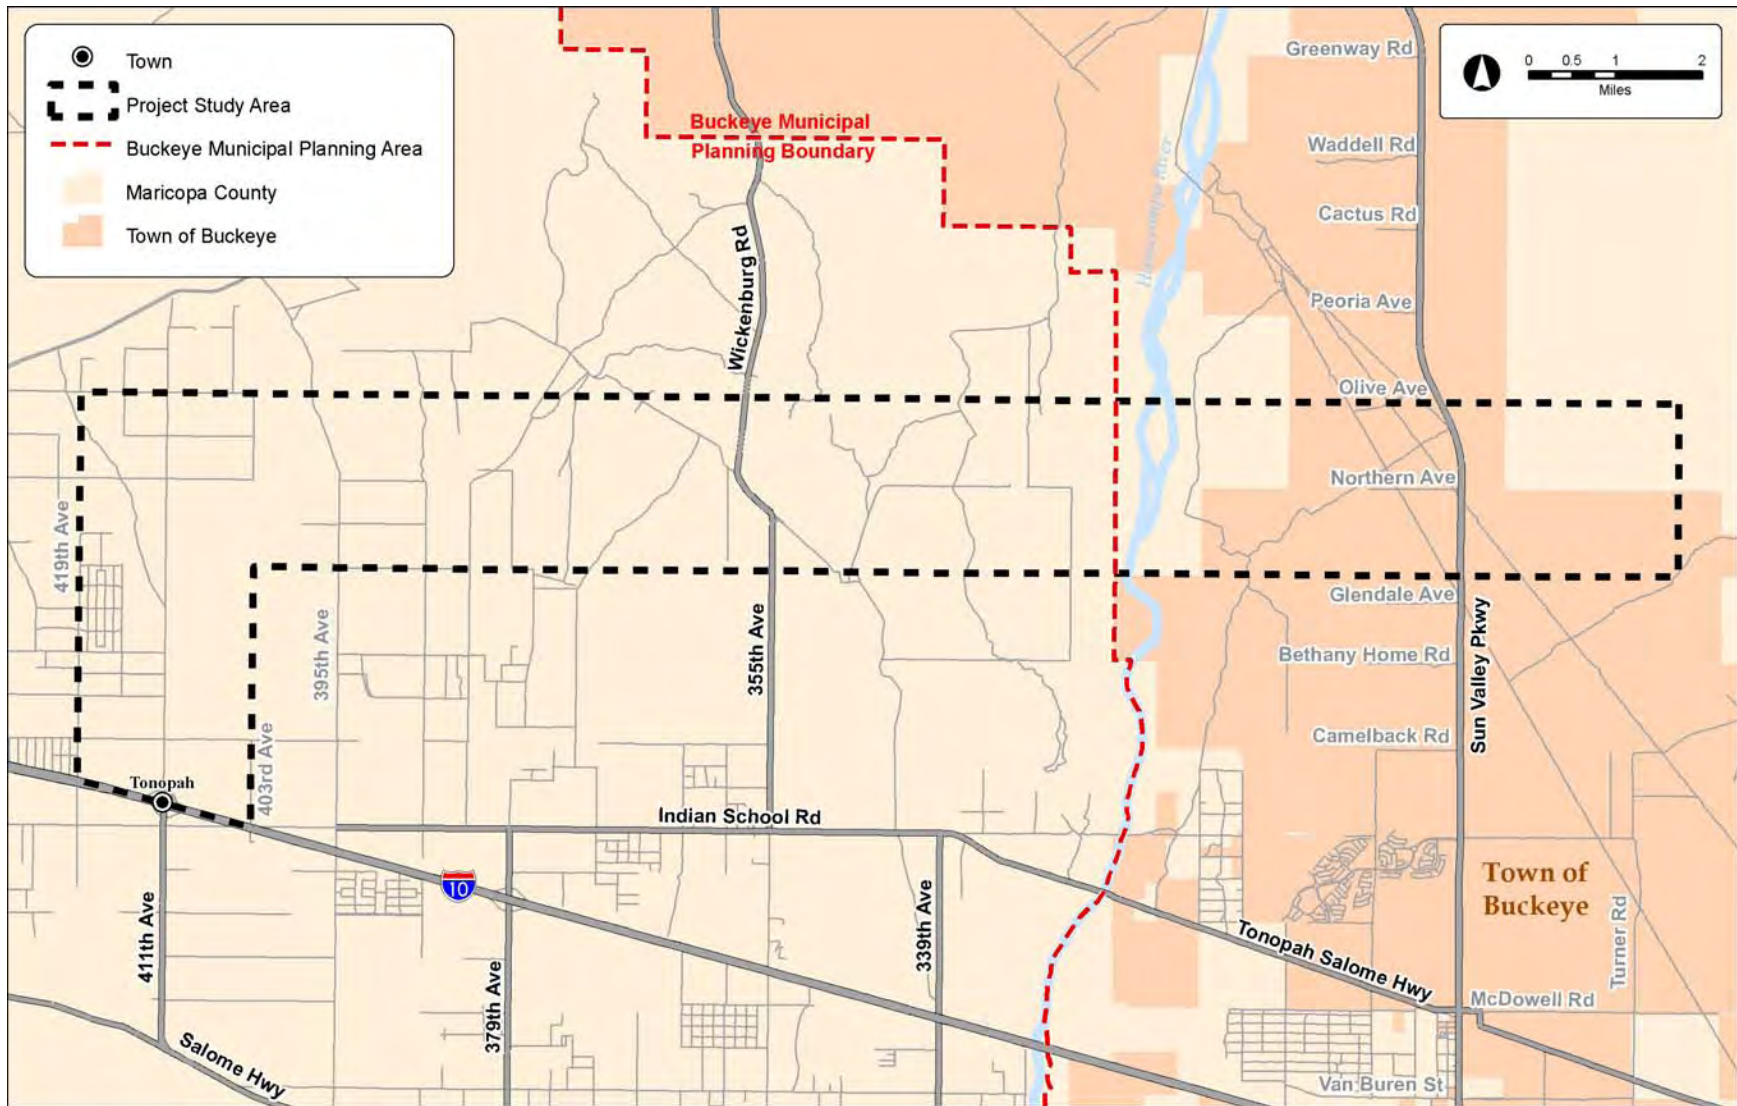 Town
Project Study Area
Buckeye Municipal Planning Area
Maricopa County
Town of Buckeye
0 0.5 1 2
Miles
Greenway Rd
Buckeye Municipal
Planning Boundary
Waddell Rd
Hassayampa River
Cactus Rd
Wickenburg Rd
Peoria Ave
Olive Ave
Northern Ave
419th Ave
Glendale Ave
395th Ave
355th Ave
Bethany Home Rd
Sun Valley Pkwy
Camelback Rd
403rd Ave
Tonopah
Indian School Rd
10
Town of
Buckeye
411th Ave
379th Ave
339th Ave
Tonopah Salome Hwy
Turner Rd
McDowell Rd
Salome Hwy
Van Buren St